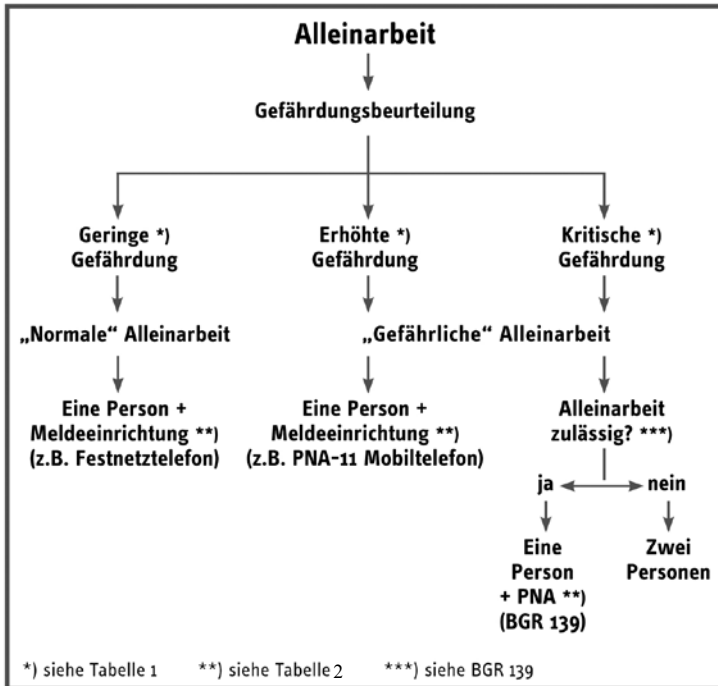 Alleinarbeit
Gefährdungsbeurteilung
Geringe *)
Gefährdung
Erhöhte *)
Gefährdung
Kritische *)
Gefährdung
„Normale“ Alleinarbeit
„Gefährliche“ Alleinarbeit
Eine Person +
Meldeeinrichtung **)
(z.B. Festnetztelefon)
Eine Person +
Meldeeinrichtung **)
(z.B. PNA-11 Mobiltelefon)
Alleinarbeit
zulässig? ***)
ja
nein
Eine
Person
+ PNA **)
(BGR 139)
Zwei
Personen
*) siehe Tabelle 1 **) siehe Tabelle 2 ***) siehe BGR 139